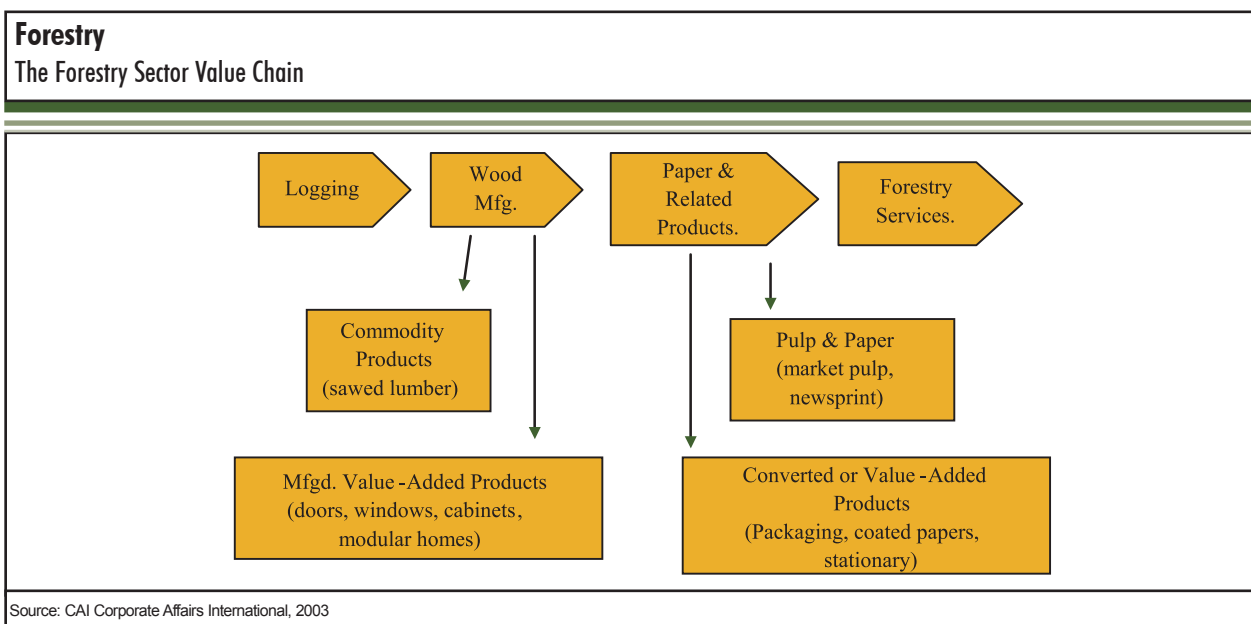 Forestry
The Forestry Sector Value Chain
Logging
Wood
Mfg.
Paper &
Related
Products.
Forestry
Services.
Commodity
Products
(sawed lumber)
Pulp & Paper
(market pulp,
newsprint)
Mfgd. Value -Added Products
(doors, windows, cabinets,
modular homes)
Converted or Value -Added
Products
(Packaging, coated papers,
stationary)
Source: CAI Corporate Affairs International, 2003